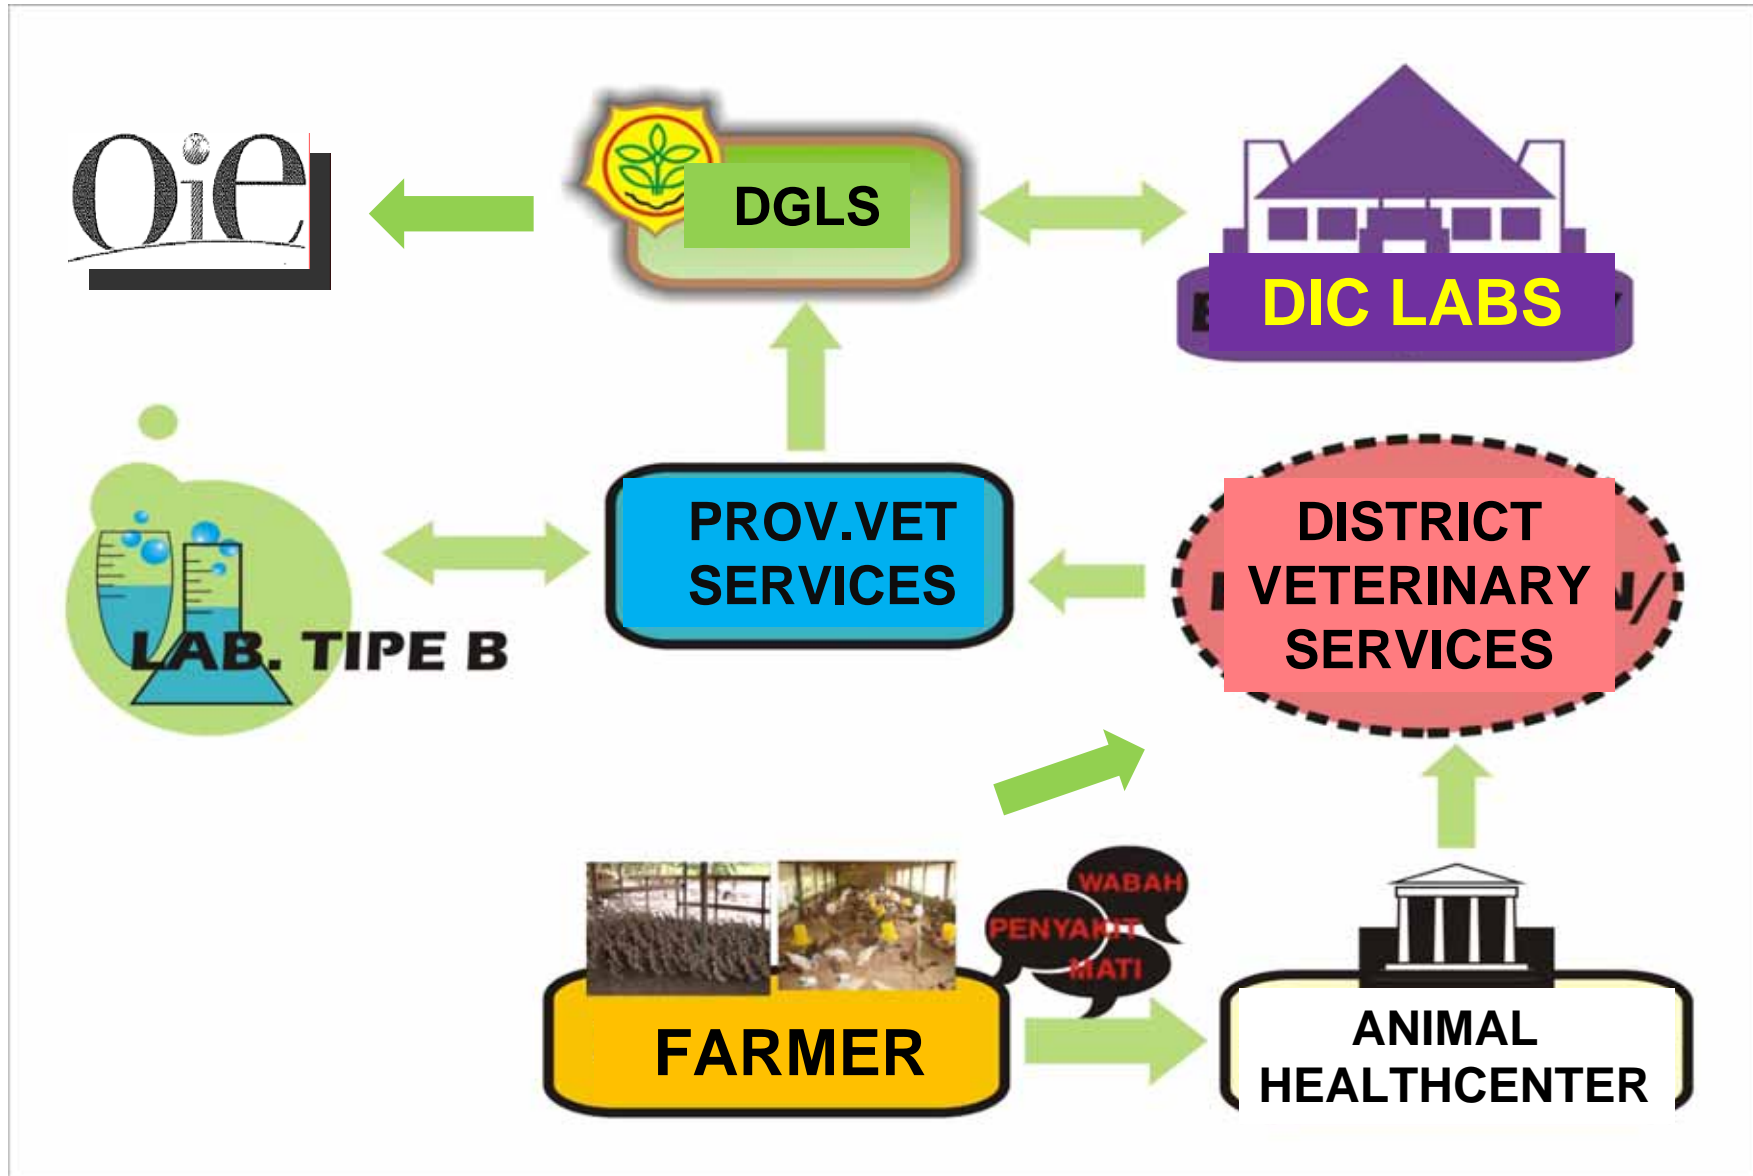 OiE
DGLS
DIC LABS
LAB. TIPE B
PROV.VET
SERVICES
DISTRICT
VETERINARY
SERVICES
WABAH
PENYAKIT
MATI
FARMER
ANIMAL
HEALTHCENTER